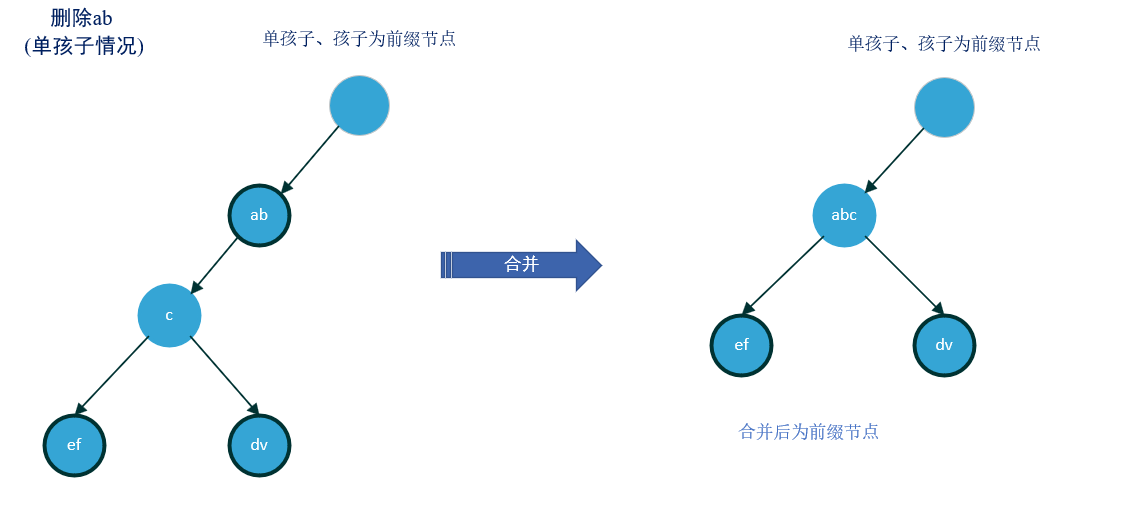 删除ab
(单孩子情况)
单孩子、孩子为前缀节点
单孩子、孩子为前缀节点
ab
abc
合并
c
ef
dv
ef
dv
合并后为前缀节点